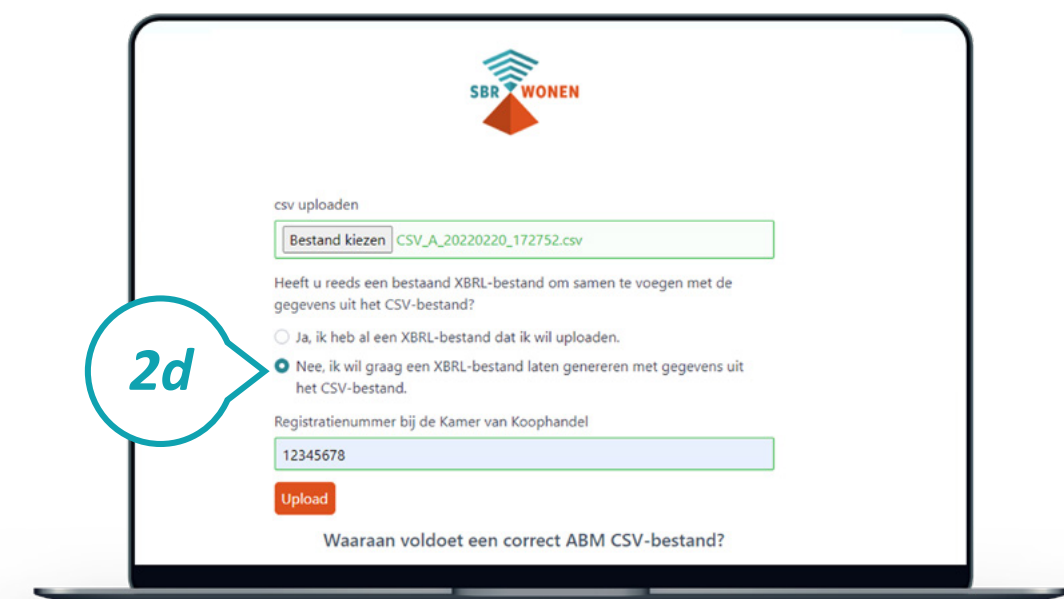 SBR WONEN
csv uploaden
Bestand kiezen CSV_A_20220220_172752.csv
Heeft u reeds een bestaand XBRL-bestand om samen te voegen met de
gegevens uit het CSV-bestand?
Ja, ik heb al een XBRL-bestand dat ik wil uploaden.
2d
Nee, ik wil graag een XBRL-bestand laten genereren met gegevens uit
het CSV-bestand.
Registratienummer bij de Kamer van Koophandel
12345678
Upload
Waaraan voldoet een correct ABM CSV-bestand?